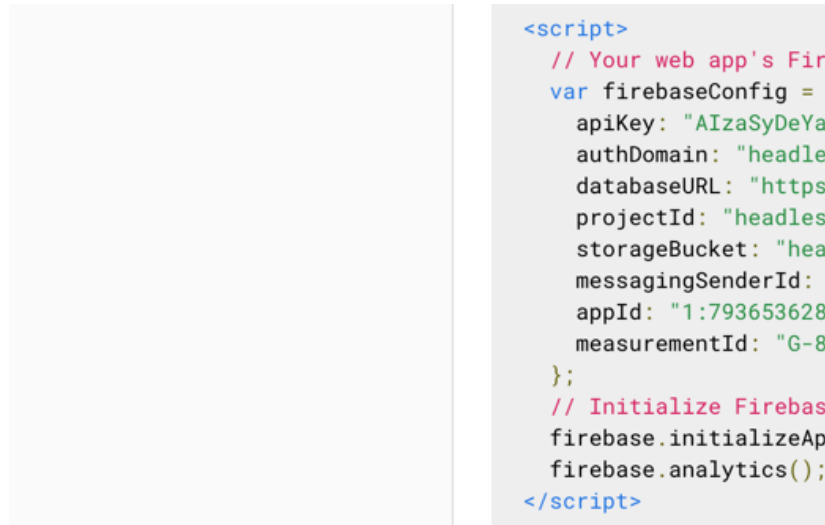 <script>
// Your web app's Fir
var firebaseConfig =
apiKey: "AIzaSyDeYa
authDomain: "headle
databaseURL: "https
projectId: "headles
storageBucket: "hea
messagingSenderId:
appId: "1:793653628
measurementId: "G-8
};
// Initialize Firebas
firebase.initializeAp
firebase.analytics();
</script>